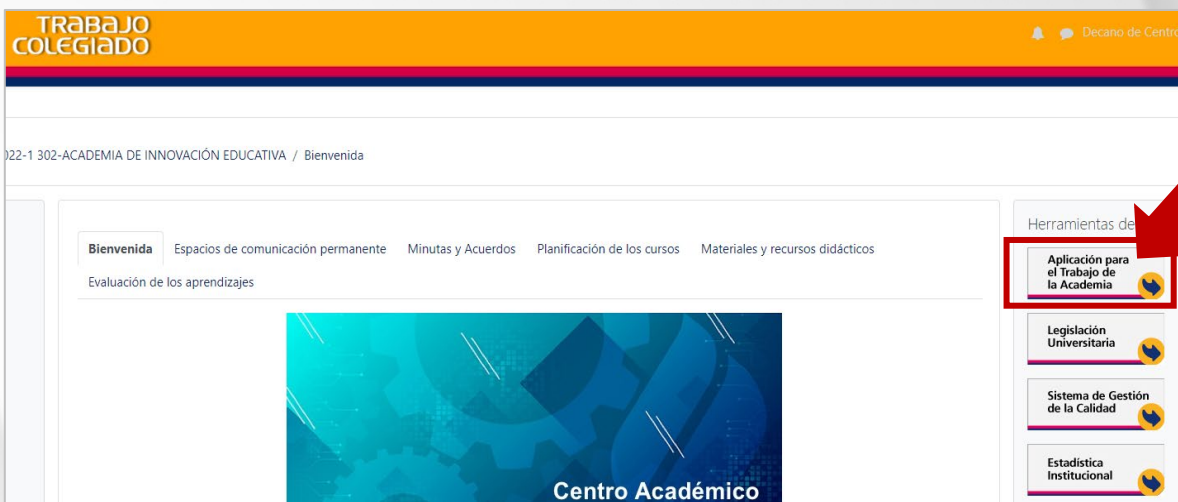 TRABAJO
COLEGIADO
Decano de Centro
022-1 302-ACADEMIA DE INNOVACIÓN EDUCATIVA / Bienvenida
Bienvenida Espacios de comunicación permanente Minutas y Acuerdos Planificación de los cursos Materiales y recursos didácticos
Evaluación de los aprendizajes
Centro Académico
Herramientas de
Aplicación para
el Trabajo de
la Academia
Legislación
Universitaria
Sistema de Gestión
de la Calidad
Estadística
Institucional